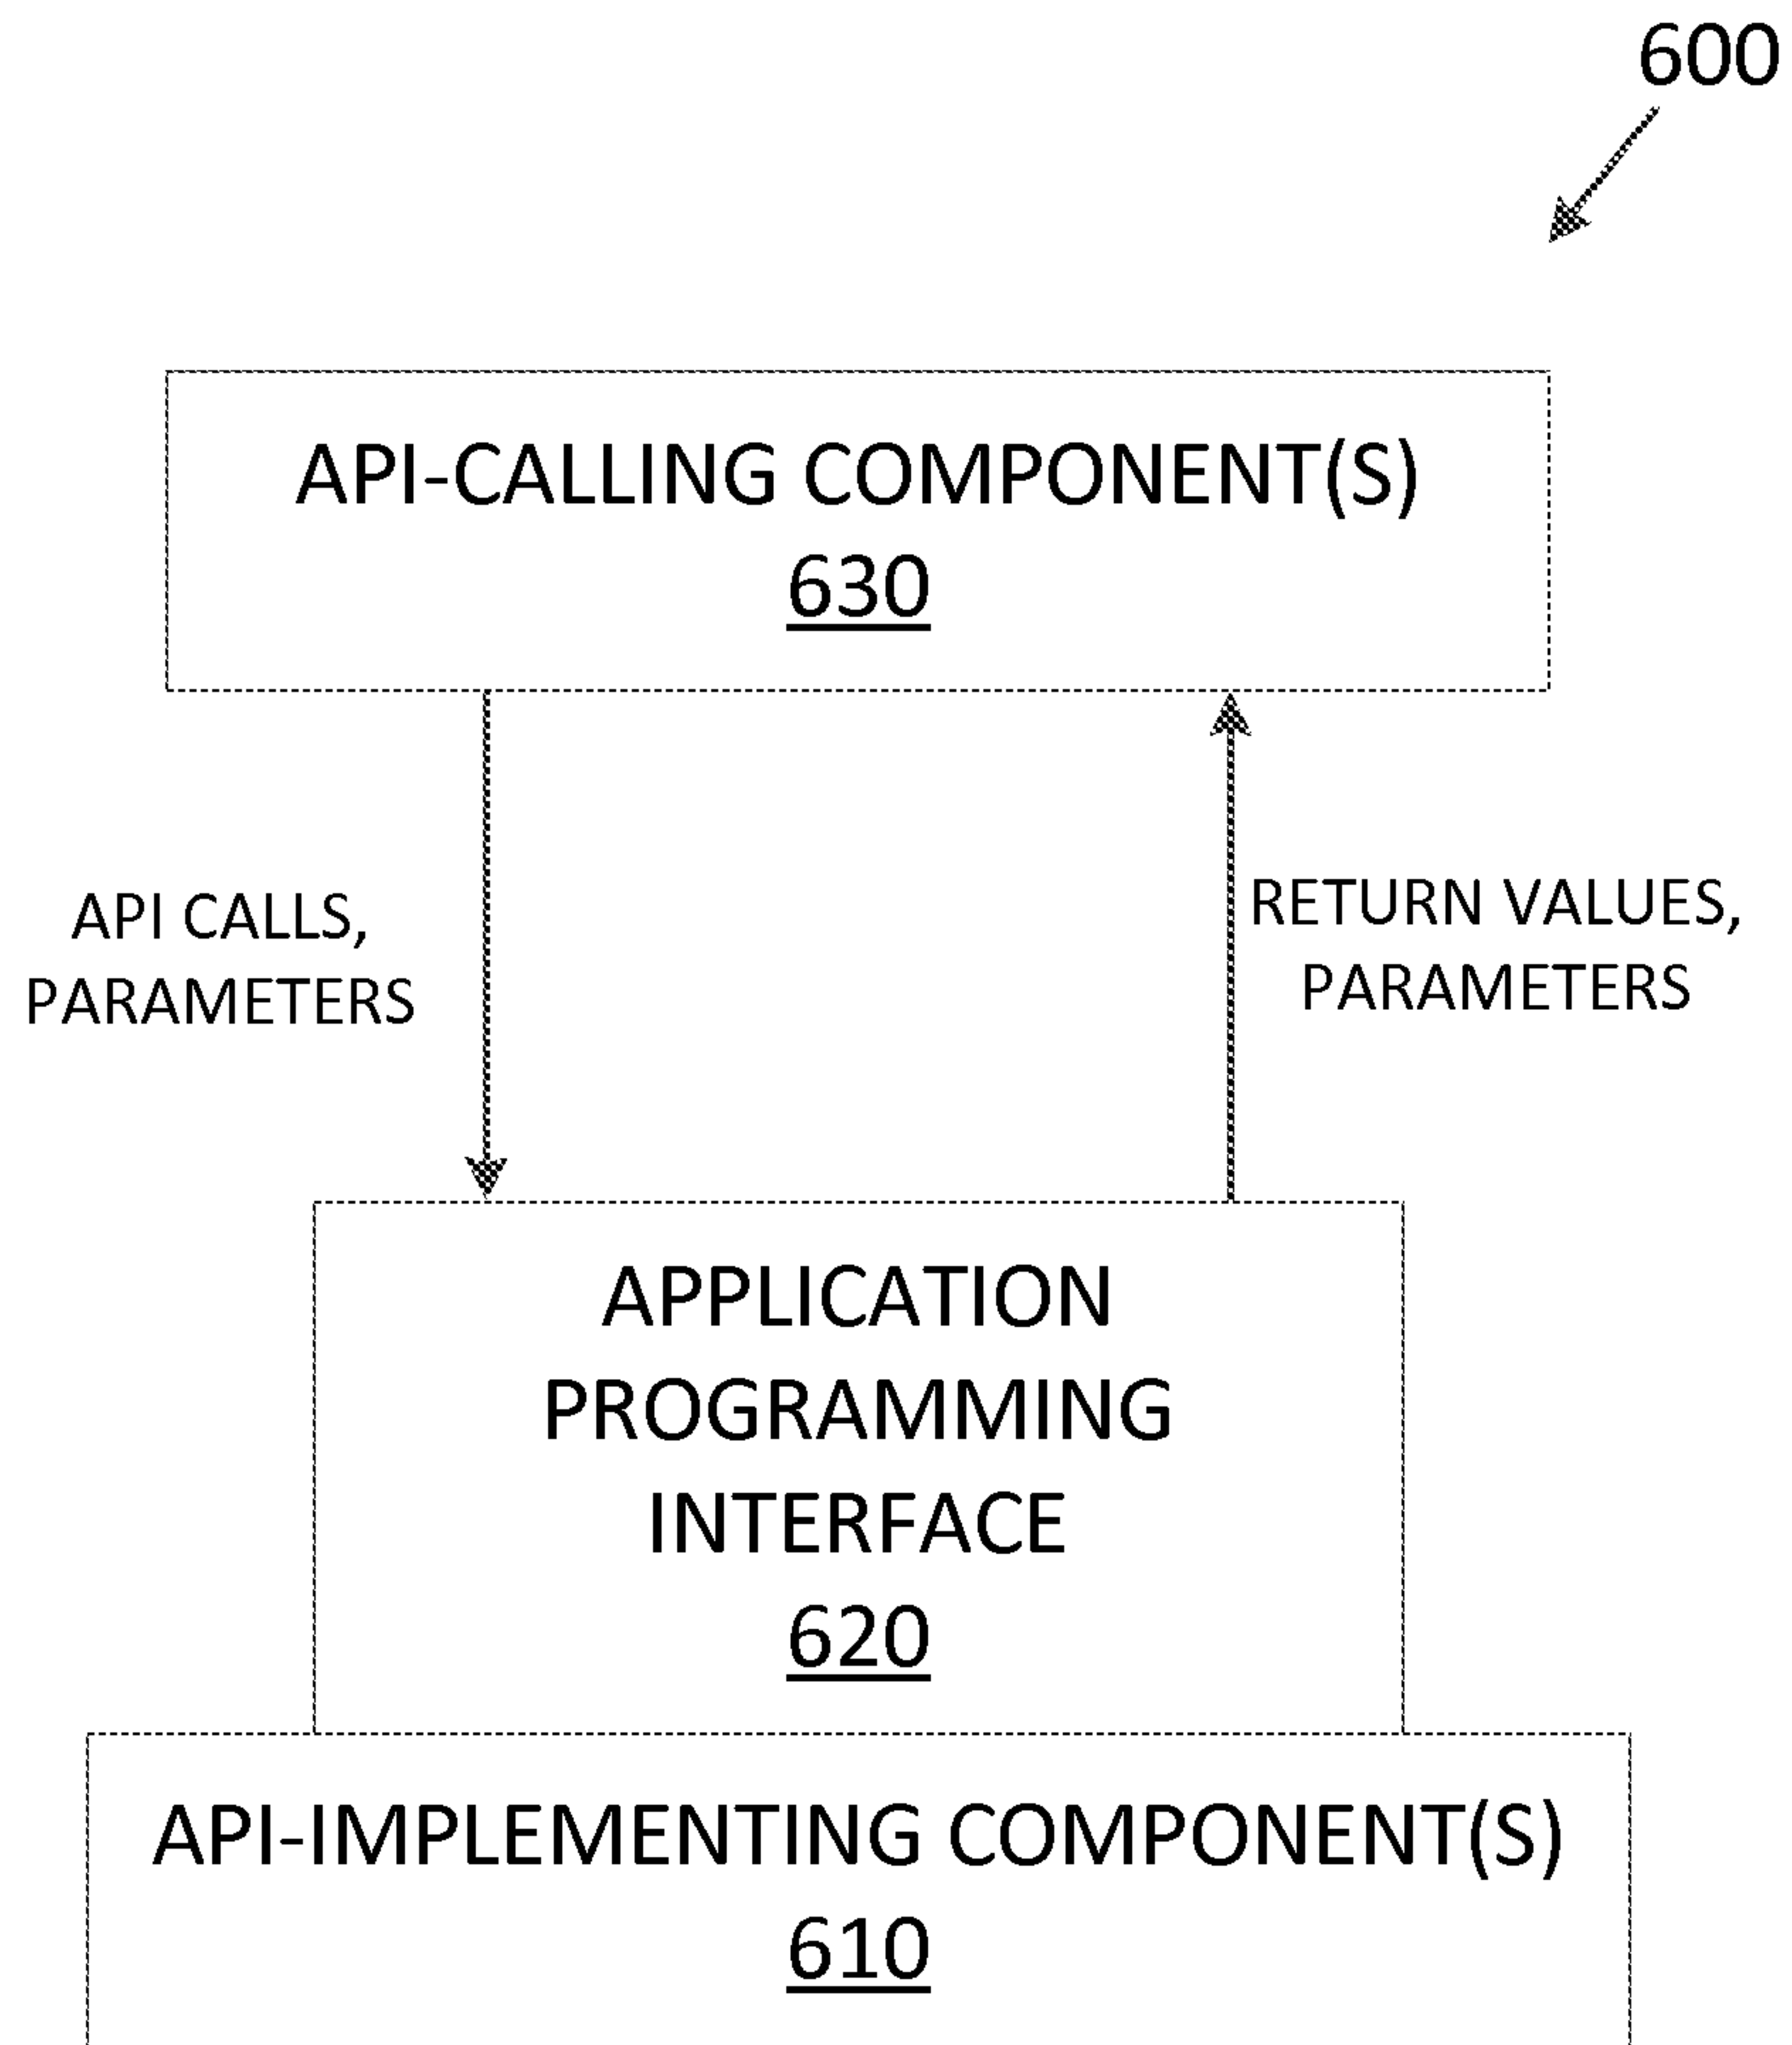 600
API-CALLING COMPONENT(S)
630
API CALLS,
PARAMETERS
RETURN VALUES,
PARAMETERS
APPLICATION
PROGRAMMING
INTERFACE
620
API-IMPLEMENTING COMPONENT(S)
610